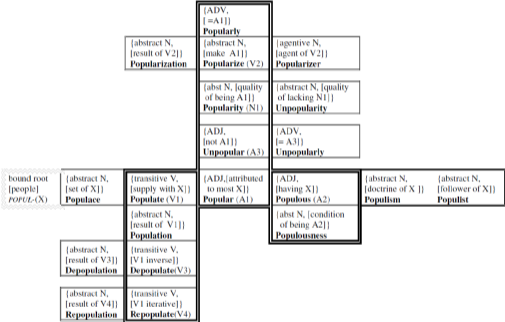 {ADV,
[ =A1]}
Popularly
{abstract N,
[result of V2]}
Popularization
{abstract N,
[make A1]}
Popularize (V2)
{agentive N,
[agent of V2]}
Popularizer
{abst N, [quality
of being A1]}
Popularity (N1)
{abstract N, [quality
of lacking N1]}
Unpopularity
{ADJ,
[not A1]}
Unpopular (A3)
{ADV,
[= A3]}
Unpopularly
bound root
[people]
POPUL-(X)
{abstract N,
[set of X]}
Populace
{transitive V,
[supply with X]}
Populate (V1)
{ADJ,[attributed
to most X]}
Popular (A1)
{ADJ,
[having X]}
Populous (A2)
{abstract N,
[doctrine of X ]}
Populism
{abstract N,
[follower of X]}
Populist
{abstract N,
[result of V1]}
Population
{abst N, [condition
of being A2]}
Populousness
{abstract N,
[result of V3]}
Depopulation
{transitive V,
[V1 inverse]}
Depopulate(V3)
{abstract N,
[result of V4]}
Repopulation
{transitive V,
[V1 iterative]}
Repopulate(V4)